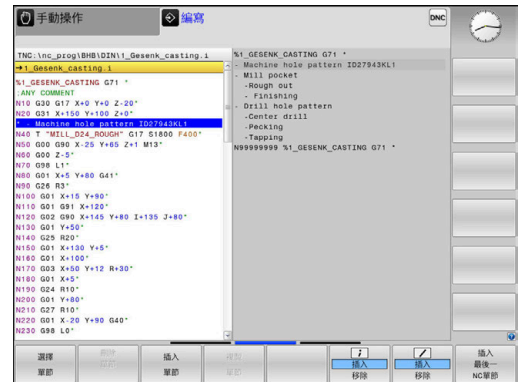 手動操作
編寫
DNC
TNC:\nc_prog\BHB\DIN\1_Gesenk_casting.i
→1_Gesenk_casting.i
%1_GESENK_CASTING G71 *
;ANY COMMENT
N10 G30 G17 X+0 Y+0 Z-20*
N20 G31 X+150 Y+100 Z+0*
* - Machine hole pattern ID27943KL1
N40 T "MILL_D24_ROUGH" G17 S1800 F400*
N50 G00 G90 X-25 Y+65 Z+1 M13*
N60 G00 Z-5*
N70 G98 L1*
N80 G01 X+5 Y+80 G41*
N90 G26 R3*
N100 G01 X+15 Y+90*
N110 G01 G91 X+120*
N120 G02 G90 X+145 Y+80 I+135 J+80*
N130 G01 Y+50*
N140 G25 R20*
N150 G01 X+130 Y+5*
N160 G01 X+100*
N170 G03 X+50 Y+12 R+30*
N180 G01 X+5*
N190 G24 R10*
N200 G01 Y+80*
N210 G27 R10*
N220 G01 X-20 Y+90 G40*
N230 G98 L0*
%1_GESENK_CASTING G71 *
- Machine hole pattern ID27943KL1
- Mill pocket
-Rough out
- Finishing
- Drill hole pattern
-Center drill
-Pecking
-Tapping
N99999999 %1_GESENK_CASTING G71 *
選擇
單節
插入
單節
插入
移除
插入
移除
插入
最後一
NC單節